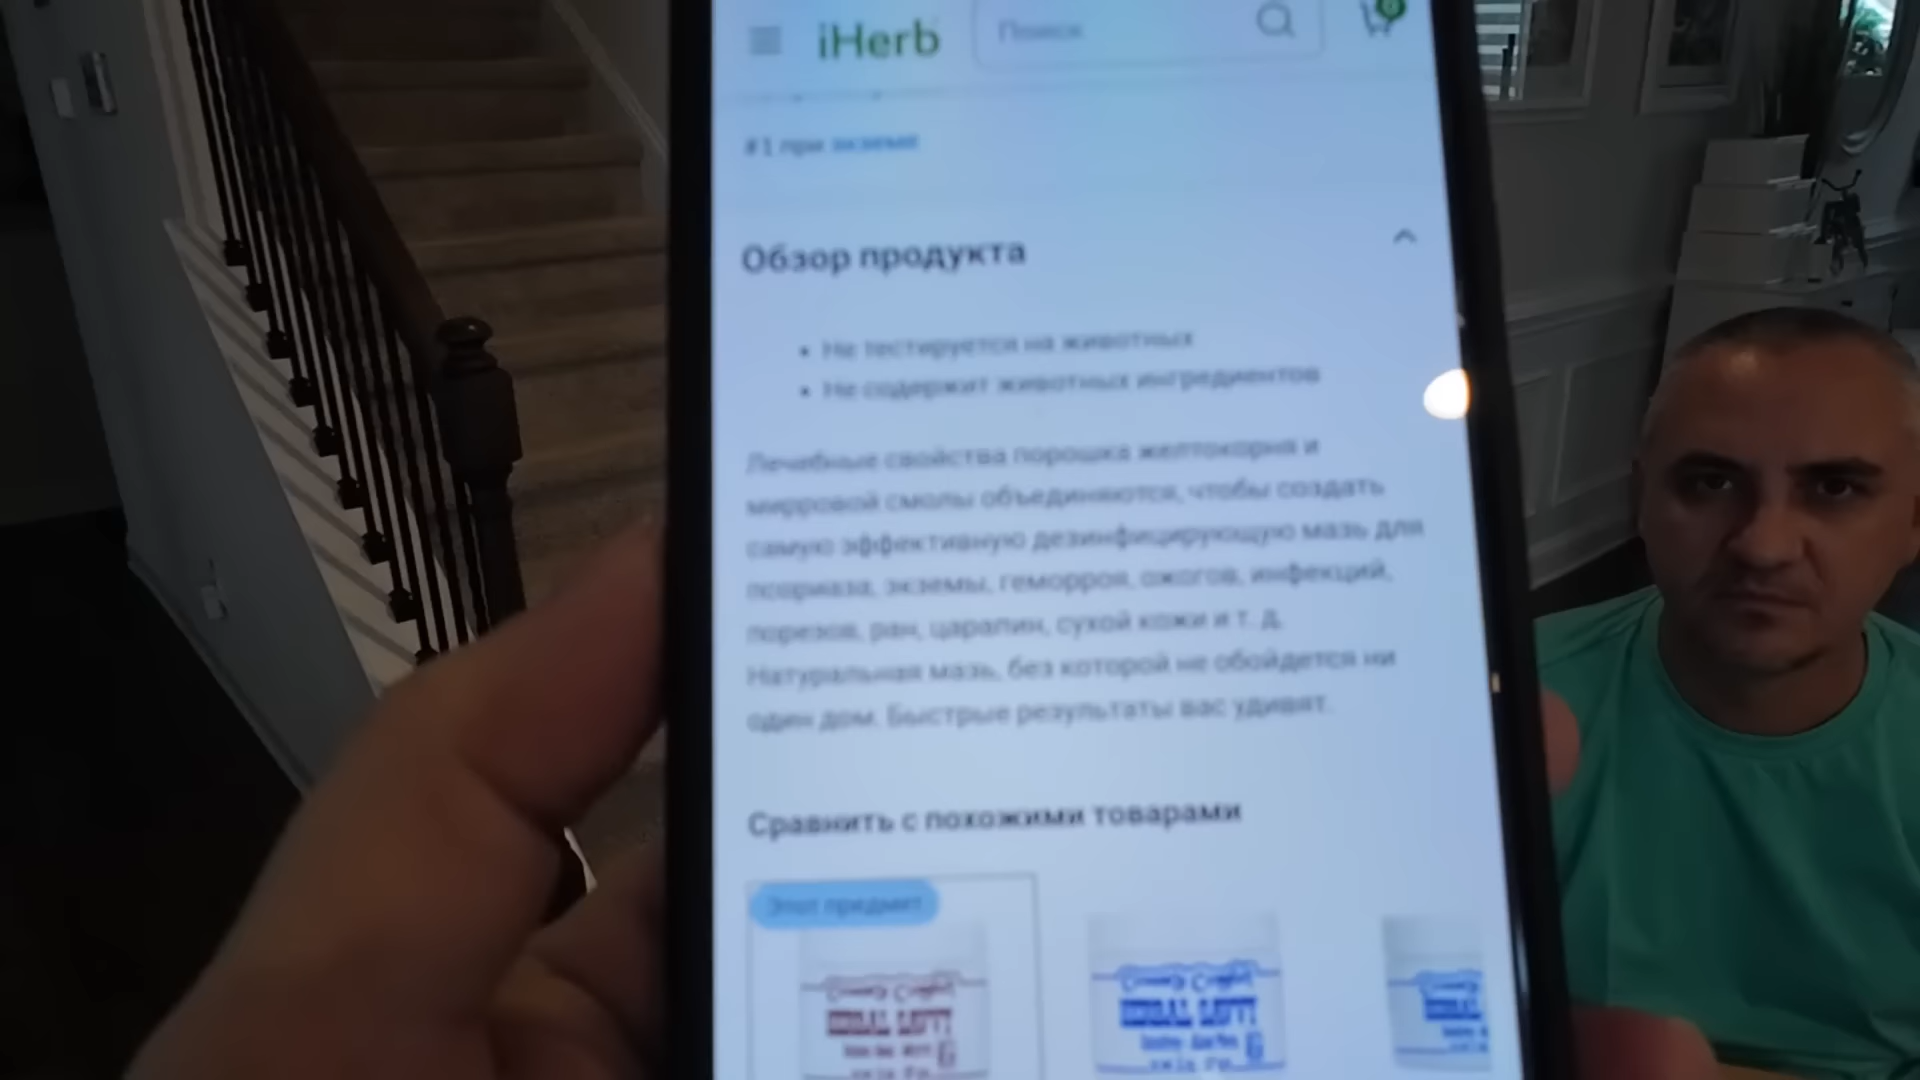 iHerb
Поиск
0
#1 при экземе
Обзор продукта
• Не тестируется на животных
• Не содержит животных ингредиентов
Лечебные свойства порошка желтокорня и
мирровой смолы объединяются, чтобы создать
самую эффективную дезинфицирующую мазь для
псориаза, экземы, геморроя, ожогов, инфекций,
порезов, ран, царапин, сухой кожи и т. д.
Натуральная мазь, без которой не обойдется ни
один дом. Быстрые результаты вас удивят.
Сравнить с похожими товарами
Этот предмет